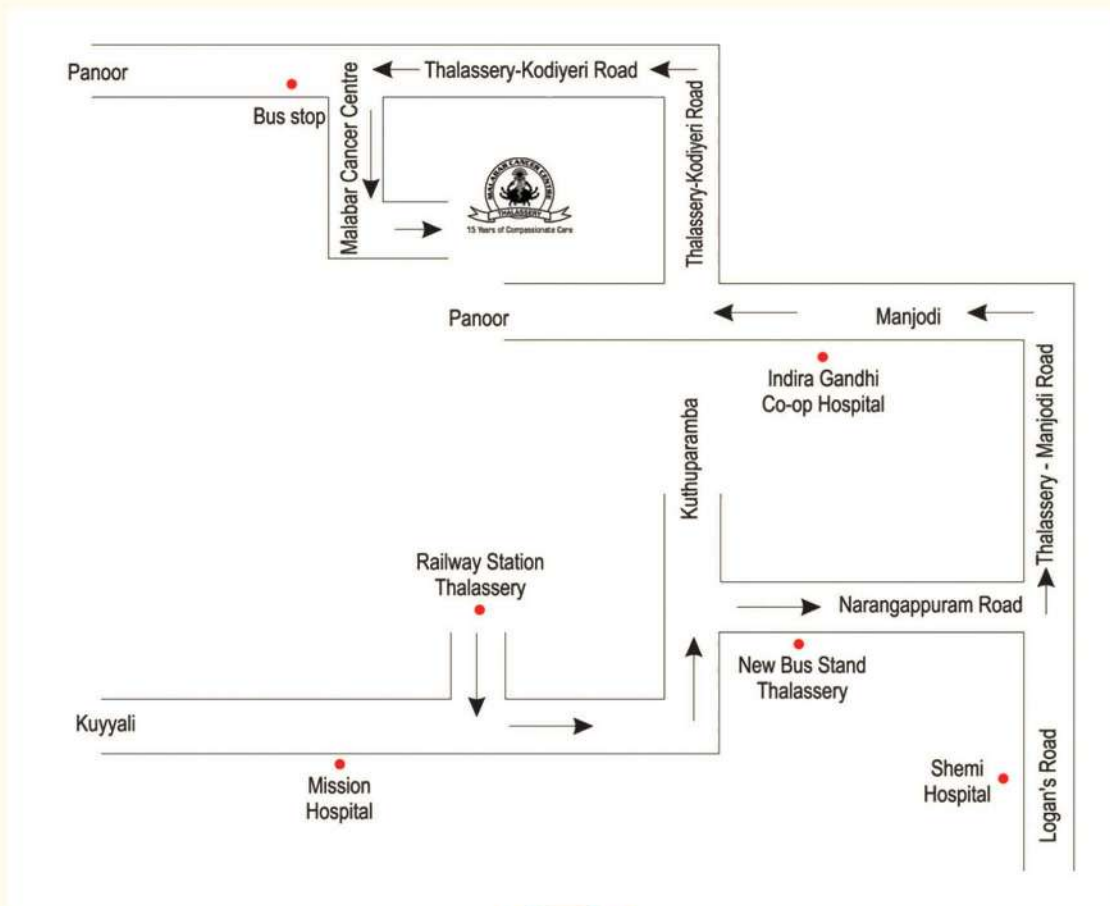 Panoor
Bus stop
Malabar Cancer Centre
Thalassery-Kodiyeri Road
MALABAR CANCER CENTRE
THALASSERY
15 Years of Compassionate Care
Thalassery-Kodiyeri Road
Panoor
Manjodi
Indira Gandhi
Co-op Hospital
Thalassery - Manjodi Road
Kuthuparamba
Railway Station
Thalassery
Narangappuram Road
New Bus Stand
Thalassery
Kuyyali
Mission
Hospital
Shemi
Hospital
Logan's Road